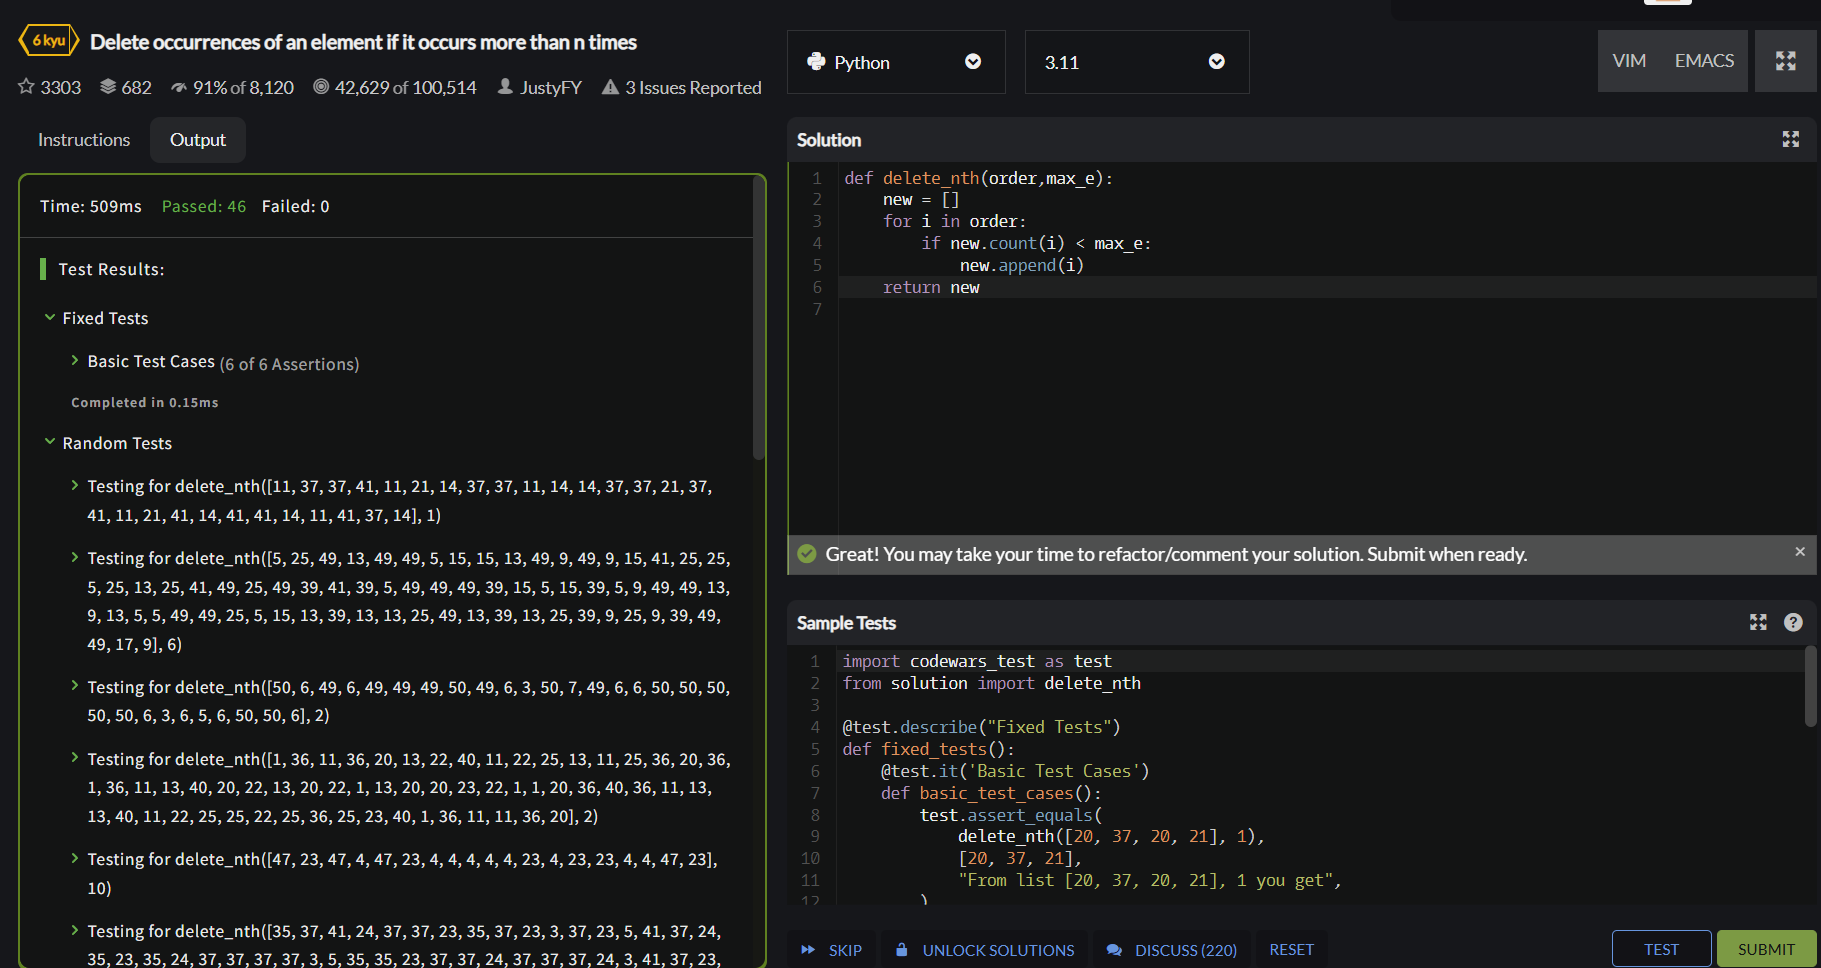 6 kyu
Delete occurrences of an element if it occurs more than n times
3303 682 91% of 8,120 42,629 of 100,514 JustyFY 3 Issues Reported
Instructions Output
Time: 509ms Passed: 46 Failed: 0
Test Results:
Fixed Tests
Basic Test Cases (6 of 6 Assertions)
Completed in 0.15ms
Random Tests
Testing for delete_nth([11, 37, 37, 41, 11, 21, 14, 37, 37, 11, 14, 14, 37, 37, 21, 37,
41, 11, 21, 41, 14, 41, 41, 14, 11, 41, 37, 14], 1)
Testing for delete_nth([5, 25, 49, 13, 49, 49, 5, 15, 15, 13, 49, 9, 49, 9, 15, 41, 25, 25,
5, 25, 13, 25, 41, 49, 25, 49, 39, 41, 39, 5, 49, 49, 49, 39, 15, 5, 15, 39, 5, 9, 49, 49, 13,
9, 13, 5, 5, 49, 49, 25, 5, 15, 13, 39, 13, 13, 25, 49, 13, 39, 13, 25, 39, 9, 25, 9, 39, 49,
49, 17, 9], 6)
Testing for delete_nth([50, 6, 49, 6, 49, 49, 49, 50, 49, 6, 3, 50, 7, 49, 6, 6, 50, 50, 50,
50, 50, 6, 3, 6, 5, 6, 50, 50, 6], 2)
Testing for delete_nth([1, 36, 11, 36, 20, 13, 22, 40, 11, 22, 25, 13, 11, 25, 36, 20, 36,
1, 36, 11, 13, 40, 20, 22, 13, 20, 22, 1, 13, 20, 20, 23, 22, 1, 1, 20, 36, 40, 36, 11, 13,
13, 40, 11, 22, 25, 25, 22, 25, 36, 25, 23, 40, 1, 36, 11, 11, 36, 20], 2)
Testing for delete_nth([47, 23, 47, 4, 47, 23, 4, 4, 4, 4, 4, 23, 4, 23, 23, 4, 4, 47, 23],
10)
Testing for delete_nth([35, 37, 41, 24, 37, 37, 23, 35, 37, 23, 3, 37, 23, 5, 41, 37, 24,
35, 23, 35, 24, 37, 37, 37, 37, 3, 5, 35, 35, 23, 37, 37, 24, 37, 37, 37, 24, 3, 41, 37, 23,
Python
3.11
VIM EMACS
Solution
1 def delete_nth(order,max_e):
2 new = []
3 for i in order:
4 if new.count(i) < max_e:
5 new.append(i)
6 return new
7
Great! You may take your time to refactor/comment your solution. Submit when ready.
Sample Tests
1 import codewars_test as test
2 from solution import delete_nth
3
4 @test.describe("Fixed Tests")
5 def fixed_tests():
6 @test.it('Basic Test Cases')
7 def basic_test_cases():
8 test.assert_equals(
9 delete_nth([20, 37, 20, 21], 1),
10 [20, 37, 21],
11 "From list [20, 37, 20, 21], 1 you get",
12 )
SKIP UNLOCK SOLUTIONS DISCUSS (220) RESET TEST SUBMIT